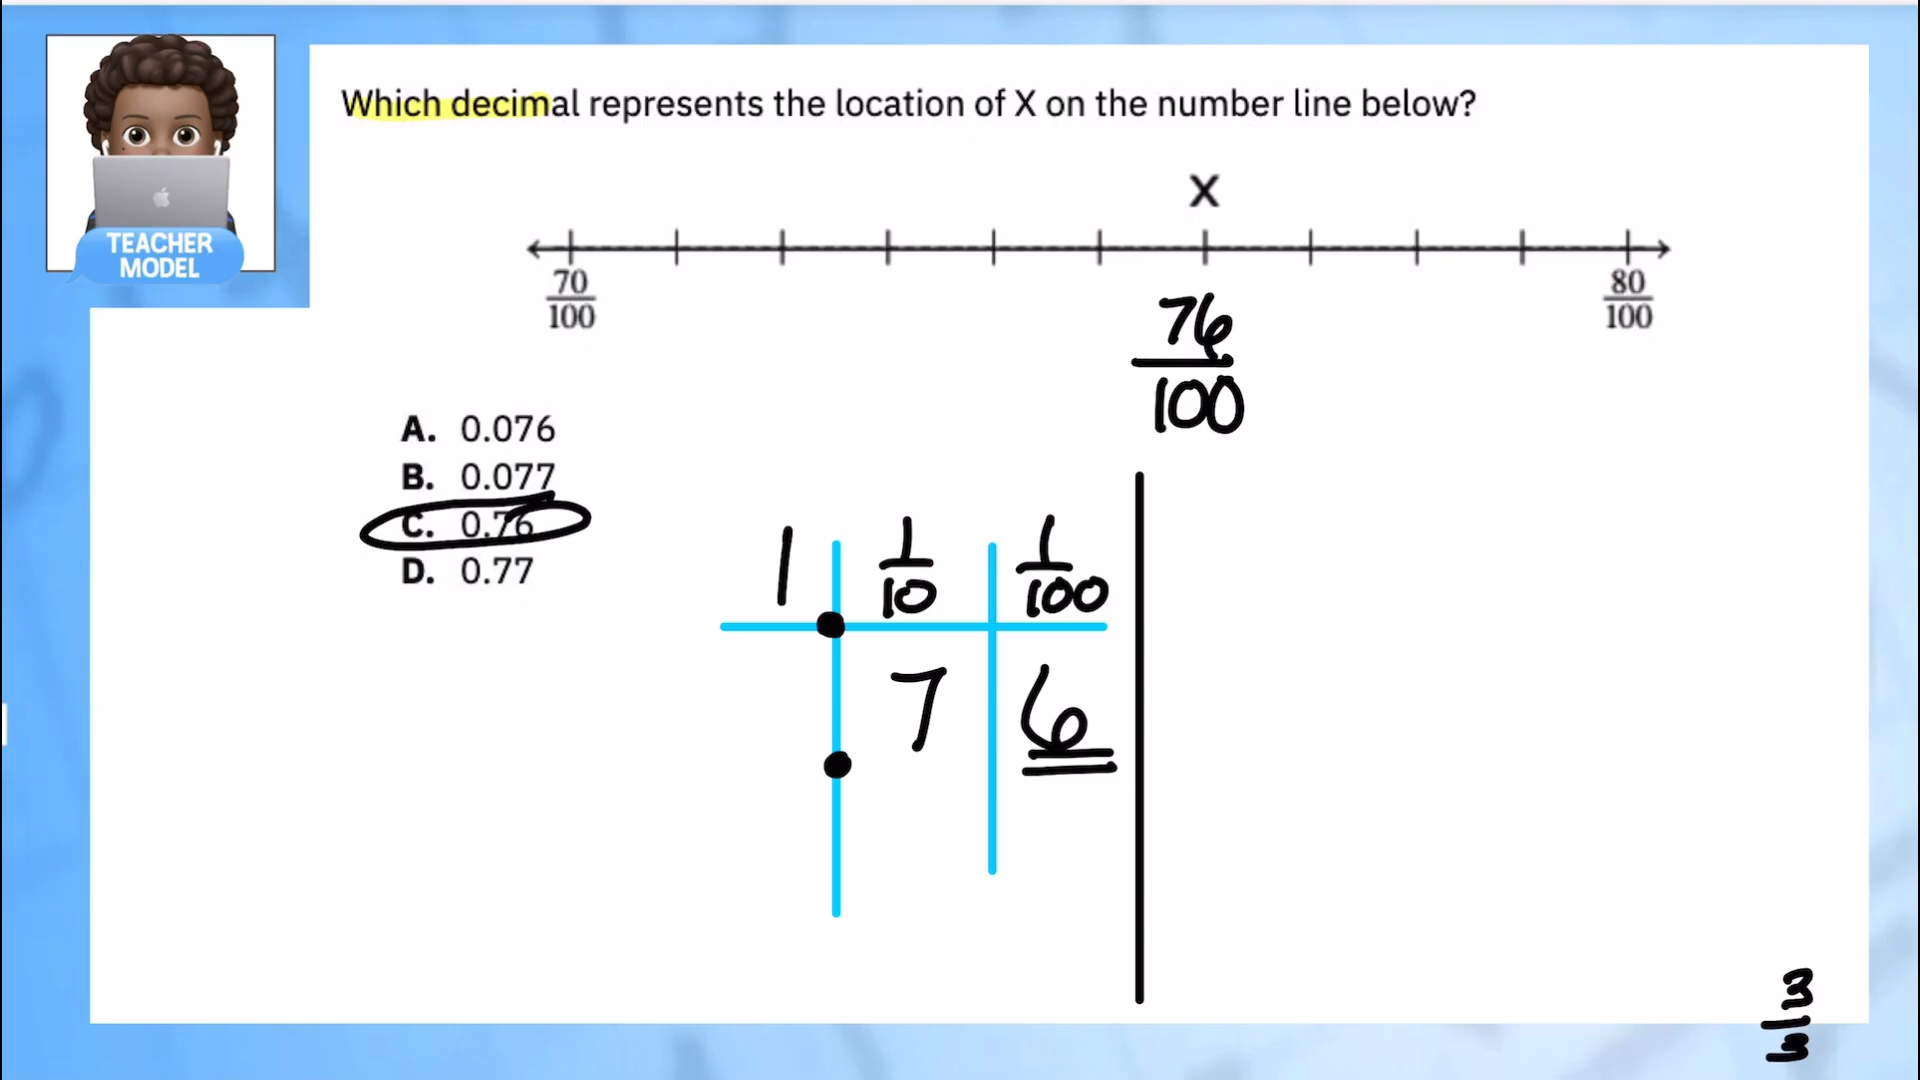 TEACHER
MODEL
Which decimal represents the location of X on the number line below?
X
70
100
80
100
76
100
A. 0.076
B. 0.077
C. 0.76
D. 0.77
1
1
10
1
100
7
6
3
3